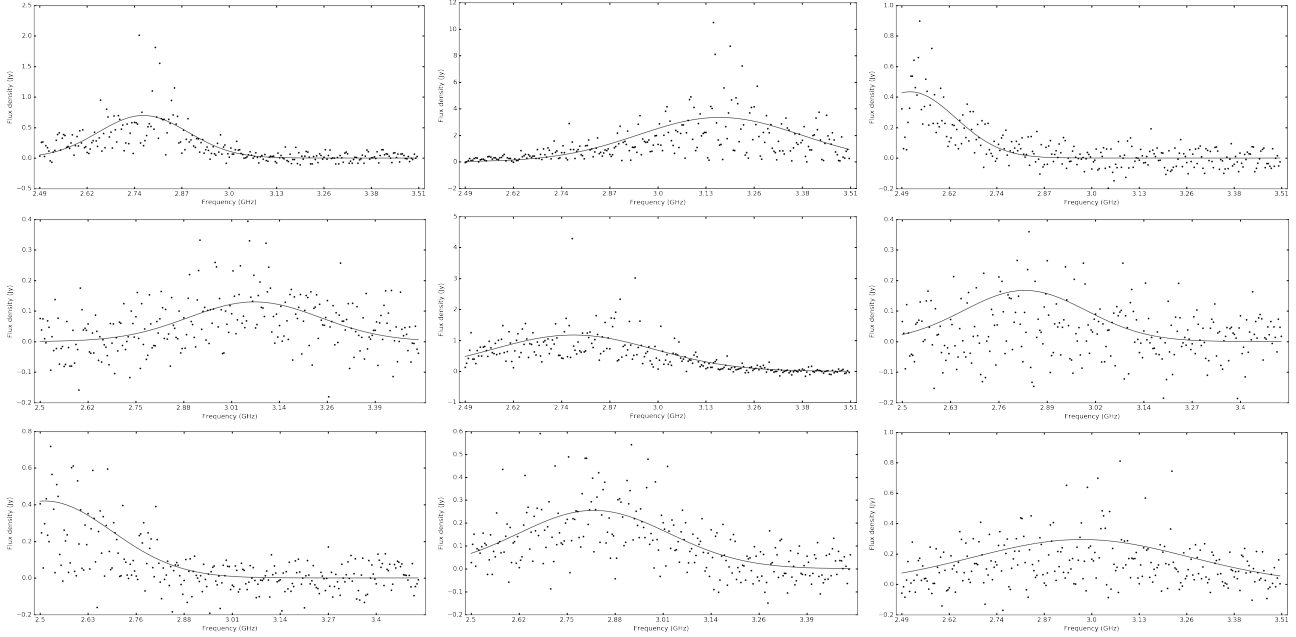 2.5
2.0
1.5
1.0
0.5
0.0
−0.5
Flux density (Jy)
2.49 2.62 2.74 2.87 3.0 3.13 3.26 3.38 3.51
Frequency (GHz)
12
10
8
6
4
2
0
−2
Flux density (Jy)
2.49 2.62 2.74 2.87 3.0 3.13 3.26 3.38 3.51
Frequency (GHz)
1.0
0.8
0.6
0.4
0.2
0.0
−0.2
Flux density (Jy)
2.49 2.62 2.74 2.87 3.0 3.13 3.26 3.38 3.51
Frequency (GHz)
0.4
0.3
0.2
0.1
0.0
−0.1
−0.2
Flux density (Jy)
2.5 2.62 2.76 2.88 3.01 3.14 3.26 3.39
Frequency (GHz)
5
4
3
2
1
0
−1
Flux density (Jy)
2.49 2.62 2.74 2.87 3.0 3.13 3.26 3.38 3.51
Frequency (GHz)
0.4
0.3
0.2
0.1
0.0
−0.1
−0.2
Flux density (Jy)
2.5 2.63 2.76 2.89 3.02 3.14 3.27 3.4
Frequency (GHz)
0.8
0.6
0.4
0.2
0.0
−0.2
Flux density (Jy)
2.5 2.63 2.76 2.88 3.01 3.14 3.27 3.4
Frequency (GHz)
0.6
0.5
0.4
0.3
0.2
0.1
0.0
−0.1
−0.2
Flux density (Jy)
2.5 2.63 2.76 2.88 3.01 3.14 3.26 3.39
Frequency (GHz)
1.0
0.8
0.6
0.4
0.2
0.0
−0.2
Flux density (Jy)
2.49 2.62 2.74 2.87 3.0 3.13 3.26 3.38 3.51
Frequency (GHz)